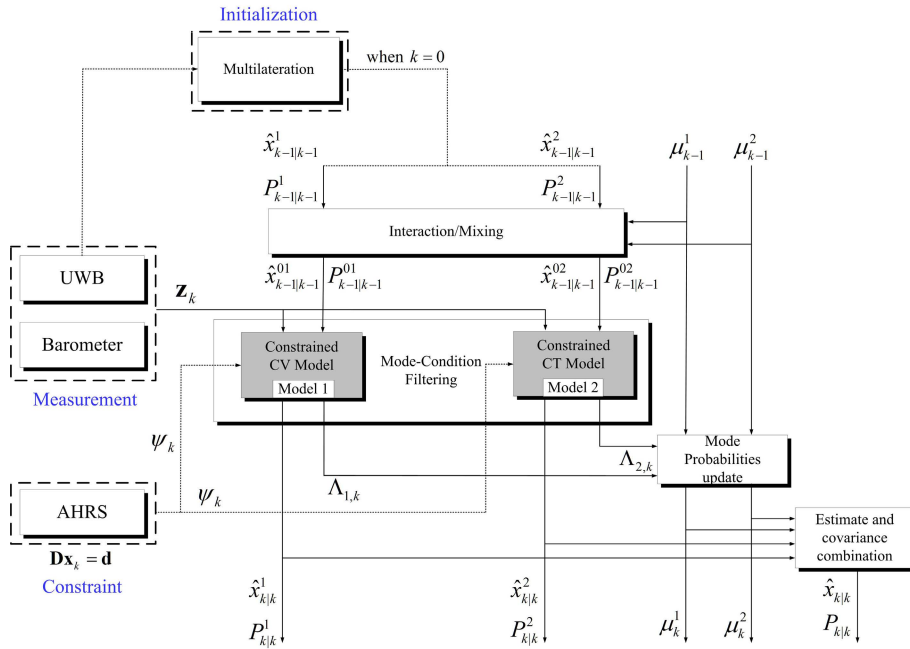 Initialization
Multilateration
when k = 0
x̂¹ₖ₋₁|ₖ₋₁
x̂²ₖ₋₁|ₖ₋₁
μ¹ₖ₋₁
μ²ₖ₋₁
P¹ₖ₋₁|ₖ₋₁
P²ₖ₋₁|ₖ₋₁
Interaction/Mixing
x̂⁰¹ₖ₋₁|ₖ₋₁
P⁰¹ₖ₋₁|ₖ₋₁
x̂⁰²ₖ₋₁|ₖ₋₁
P⁰²ₖ₋₁|ₖ₋₁
UWB
Barometer
Measurement
zₖ
Constrained
CV Model
Model 1
Mode-Condition
Filtering
Constrained
CT Model
Model 2
ψₖ
ψₖ
Λ₁,ₖ
Λ₂,ₖ
Mode
Probabilities
update
AHRS
Dxₖ = d
Constraint
Estimate and
covariance
combination
x̂¹ₖ|ₖ
P¹ₖ|ₖ
x̂²ₖ|ₖ
P²ₖ|ₖ
μ¹ₖ
μ²ₖ
x̂ₖ|ₖ
Pₖ|ₖ